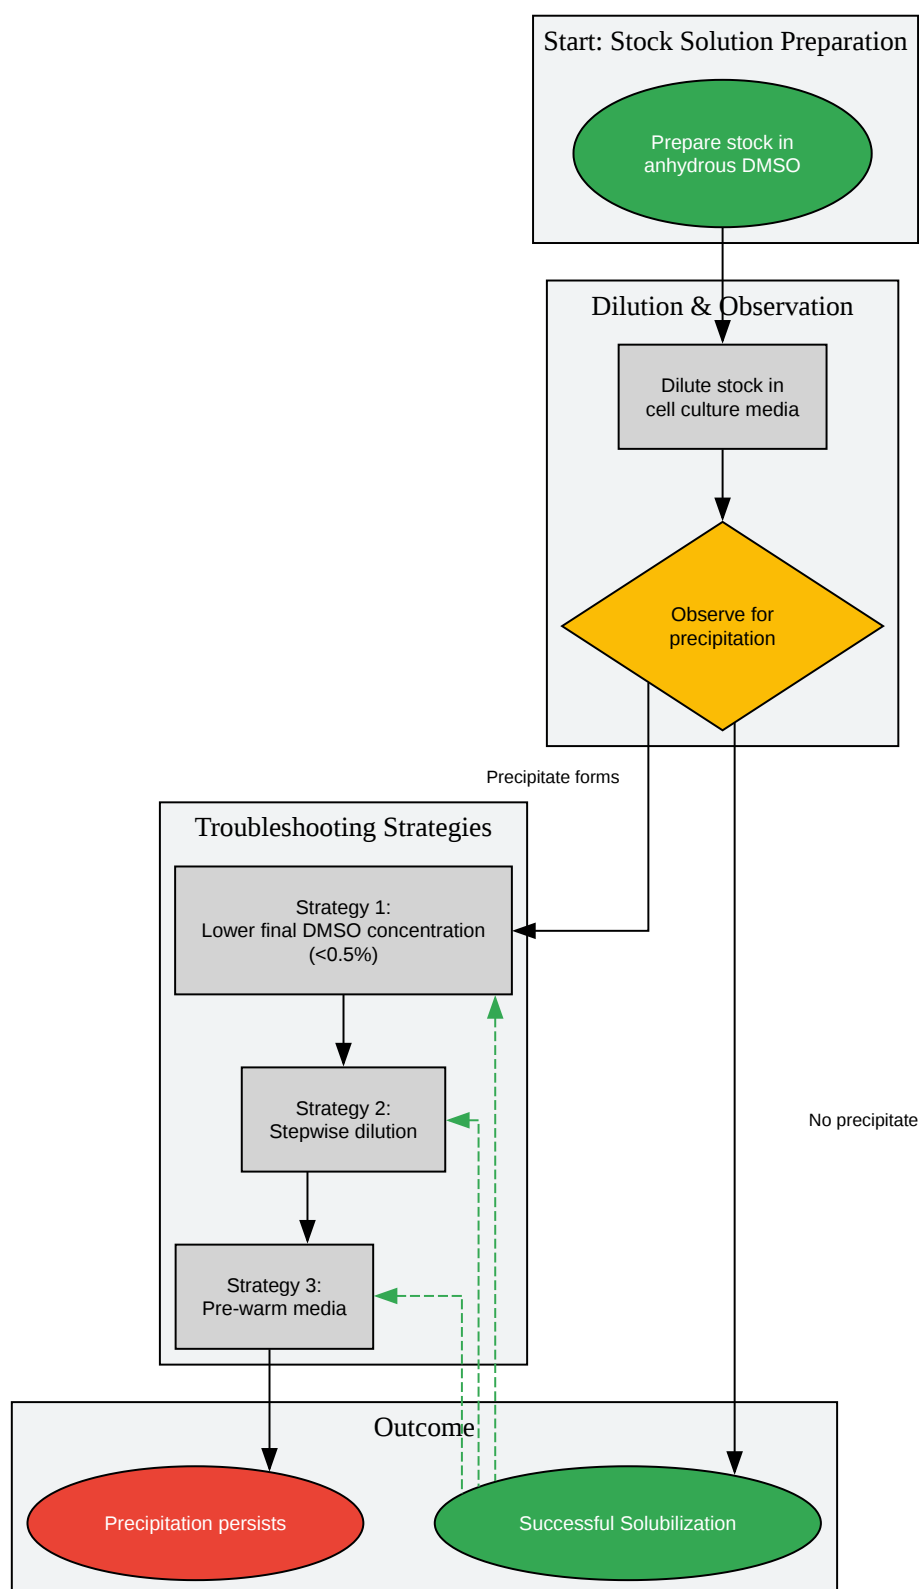 Start: Stock Solution Preparation
Prepare stock in
anhydrous DMSO
Dilution & Observation
Dilute stock in
cell culture media
Observe for
precipitation
Precipitate forms
Troubleshooting Strategies
Strategy 1:
Lower final DMSO concentration
(<0.5%)
Strategy 2:
Stepwise dilution
No precipitate
Strategy 3:
Pre-warm media
Outcome
Precipitation persists
Successful Solubilization